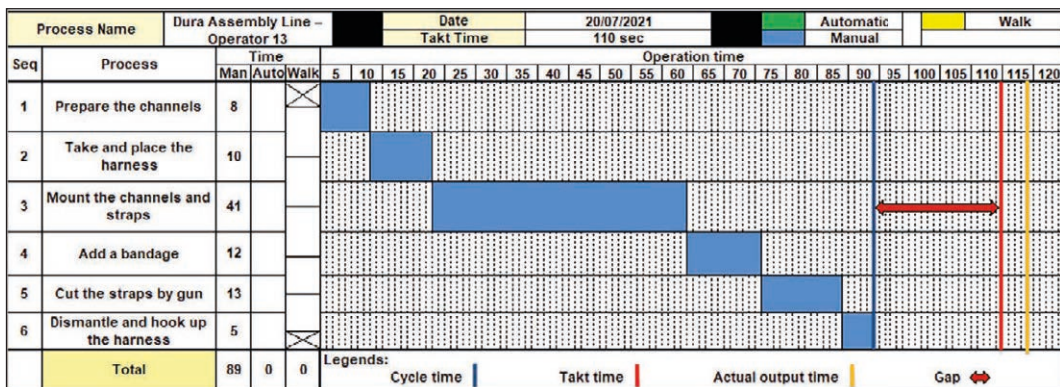 Process Name
Dura Assembly Line –
Operator 13
Date
20/07/2021
Automatic
Walk
Takt Time
110 sec
Manual
Seq
Process
Time
Operation time
Man Auto Walk
5 10 15 20 25 30 35 40 45 50 55 60 65 70 75 80 85 90 95 100 105 110 115 120
1
Prepare the channels
8
2
Take and place the
harness
10
3
Mount the channels and
straps
41
4
Add a bandage
12
5
Cut the straps by gun
13
6
Dismantle and hook up
the harness
5
Total
89
0
0
Legends:
Cycle time
Takt time
Actual output time
Gap